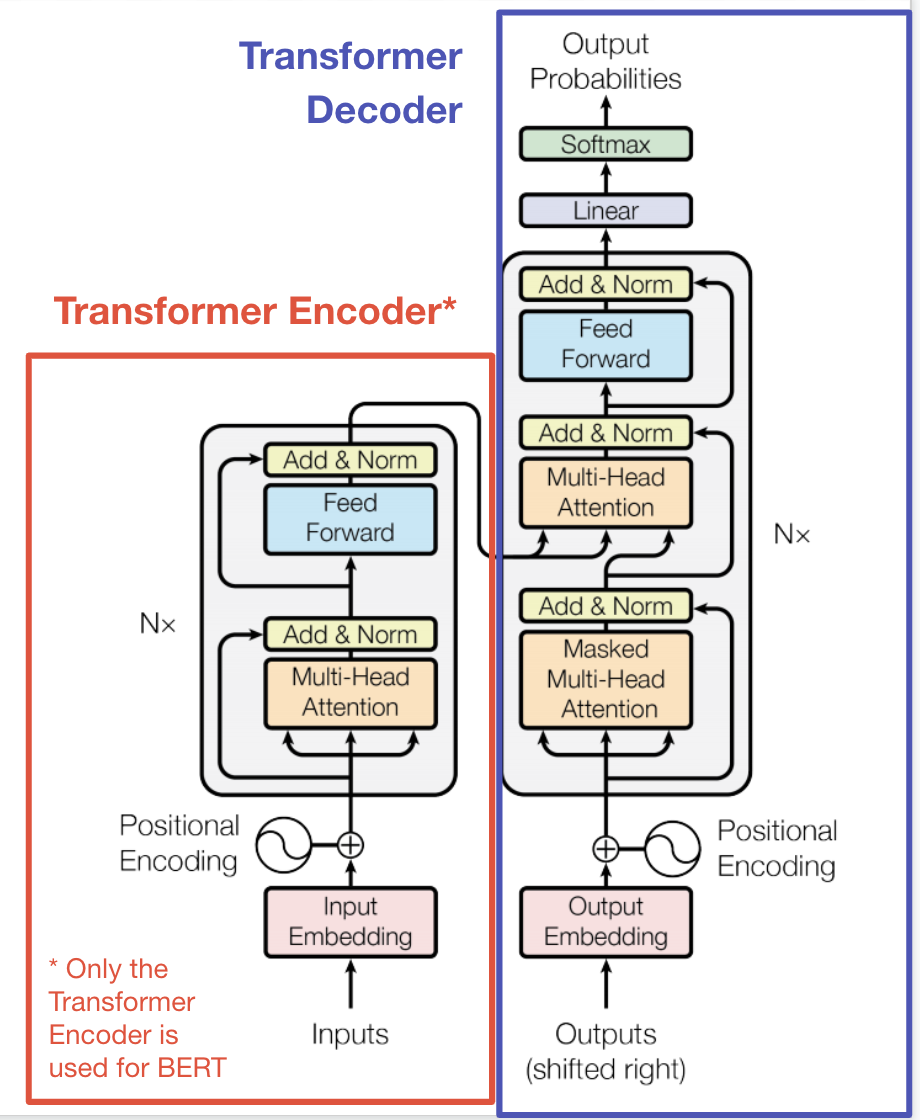 Transformer
Decoder
Output
Probabilities
Softmax
Linear
Add & Norm
Feed
Forward
Add & Norm
Multi-Head
Attention
Add & Norm
Masked
Multi-Head
Attention
Nx
Positional
Encoding
Output
Embedding
Outputs
(shifted right)
Transformer Encoder*
Add & Norm
Feed
Forward
Nx
Add & Norm
Multi-Head
Attention
Positional
Encoding
Input
Embedding
Inputs
* Only the
Transformer
Encoder is
used for BERT